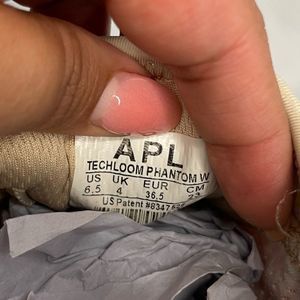 APL
TECHLOOM PHANTOM W
US UK EUR CM
6.5 4 36.5
US Patent